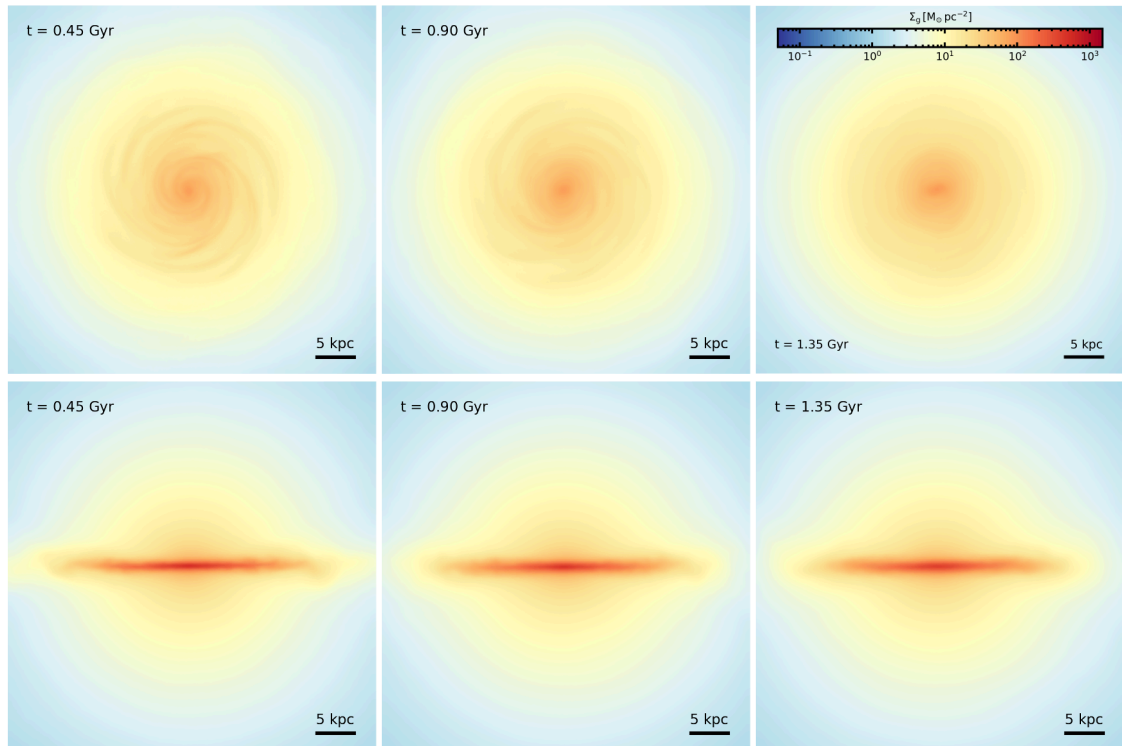 t = 0.45 Gyr
5 kpc
t = 0.90 Gyr
5 kpc
Σg [M⊙ pc⁻²]
10⁻¹ 10⁰ 10¹ 10² 10³
t = 1.35 Gyr
5 kpc
t = 0.45 Gyr
5 kpc
t = 0.90 Gyr
5 kpc
t = 1.35 Gyr
5 kpc